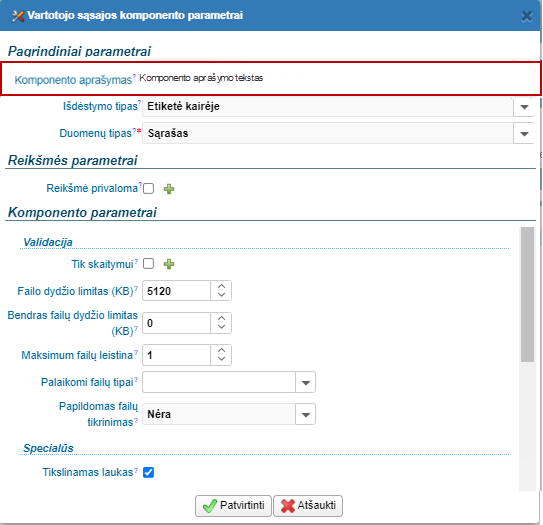 Vartotojo sąsajos komponento parametrai
Pagrindiniai parametrai
Komponento aprašymas? Komponento aprašymo tekstas
Išdėstymo tipas? Etiketė kairėje
Duomenų tipas?* Sąrašas
Reikšmės parametrai
Reikšmė privaloma?
Komponento parametrai
Validacija
Tik skaitymui?
Failo dydžio limitas (KB)? 5120
Bendras failų dydžio limitas
(KB)? 0
Maksimum failų leistina? 1
Palaikomi failų tipai?
Papildomas failų
tikrinimas? Nėra
Specialūs
Tikslinamas laukas?
Patvirtinti Atšaukti